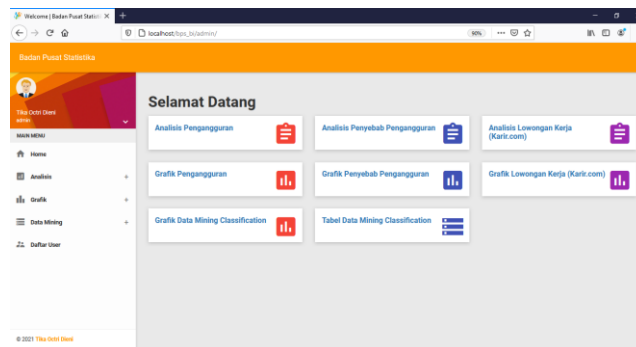 Welcome | Badan Pusat Statisti
localhost/bps_bi/admin/
90%
Badan Pusat Statistika
Tika Octri Dieni
admin
MAIN MENU
Home
Analisis
Grafik
Data Mining
Daftar User
© 2021 Tika Octri Dieni
Selamat Datang
Analisis Pengangguran
Analisis Penyebab Pengangguran
Analisis Lowongan Kerja
(Karir.com)
Grafik Pengangguran
Grafik Penyebab Pengangguran
Grafik Lowongan Kerja (Karir.com)
Grafik Data Mining Classification
Tabel Data Mining Classification